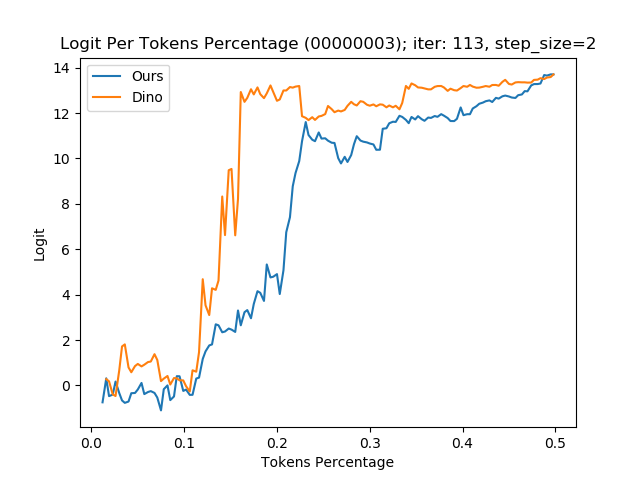 Logit Per Tokens Percentage (00000003); iter: 113, step_size=2
Ours
Dino
14
12
10
8
6
4
2
0
Logit
0.0 0.1 0.2 0.3 0.4 0.5
Tokens Percentage